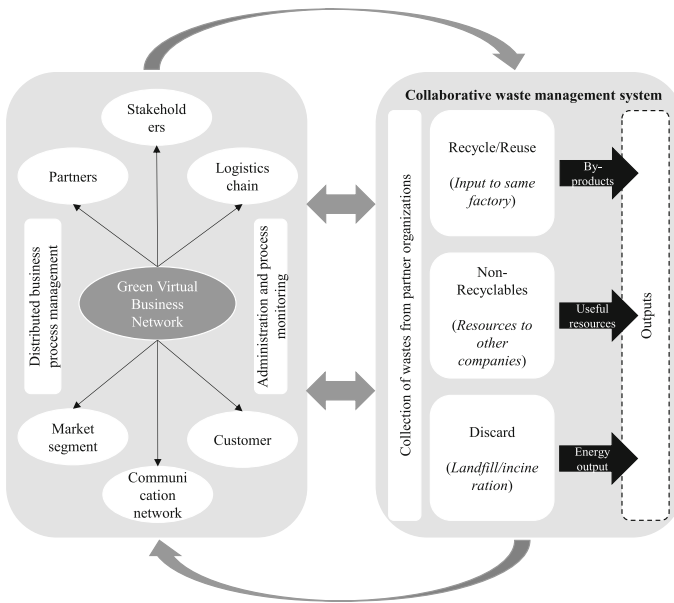 Stakehold
ers
Partners
Logistics
chain
Distributed business
process management
Green Virtual
Business
Network
Administration and process
monitoring
Market
segment
Customer
Communi
cation
network
Collaborative waste management system
Collection of wastes from partner organizations
Recycle/Reuse
(Input to same
factory)
By-
products
Non-
Recyclables
(Resources to
other
companies)
Useful
resources
Discard
(Landfill/incine
ration)
Energy
output
Outputs